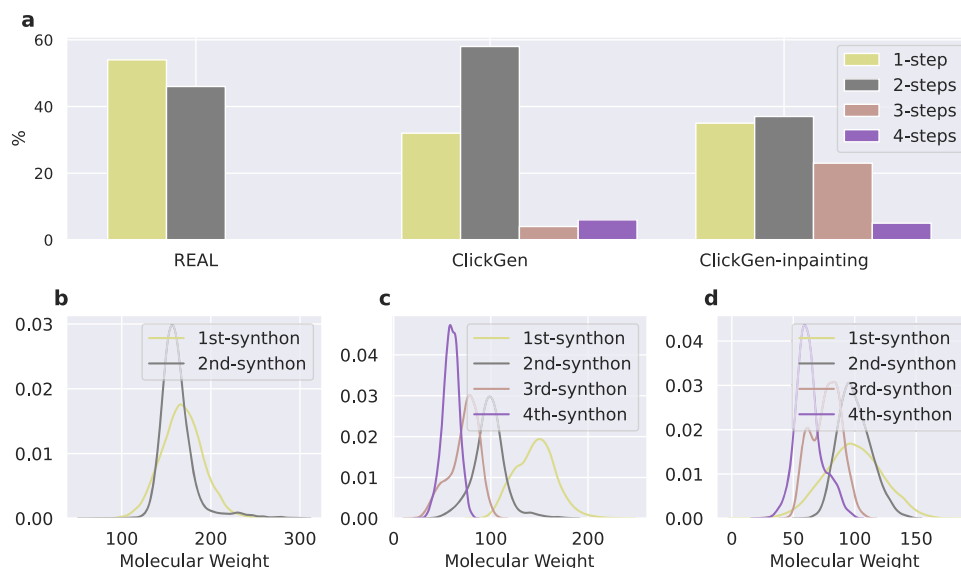 a
60
40
20
0
%
1-step
2-steps
3-steps
4-steps
REAL
ClickGen
ClickGen-inpainting
b
0.03
0.02
0.01
0.00
1st-synthon
2nd-synthon
100
200
300
Molecular Weight
c
0.04
0.03
0.02
0.01
0.00
1st-synthon
2nd-synthon
3rd-synthon
4th-synthon
0
100
200
Molecular Weight
d
0.04
0.03
0.02
0.01
0.00
1st-synthon
2nd-synthon
3rd-synthon
4th-synthon
0
50
100
150
Molecular Weight